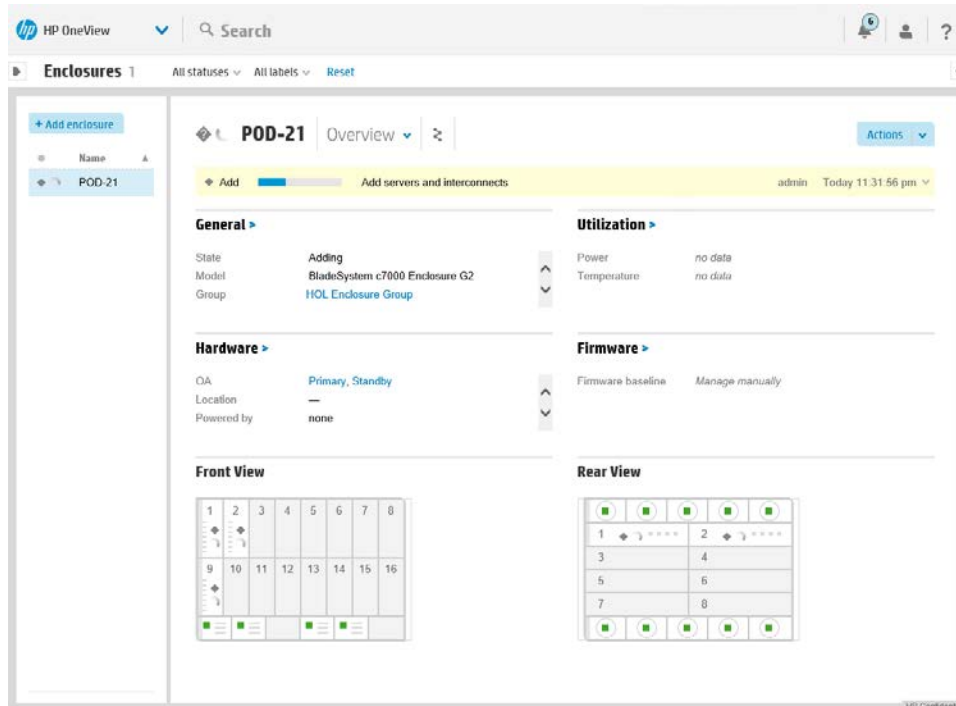 hp HP OneView Search 6 ?
Enclosures 1 All statuses All labels Reset
+ Add enclosure
Name
POD-21
POD-21 Overview Actions
Add Add servers and interconnects admin Today 11:31:56 pm
General >
State Adding
Model BladeSystem c7000 Enclosure G2
Group HOL Enclosure Group
Utilization >
Power no data
Temperature no data
Hardware >
OA Primary, Standby
Location —
Powered by none
Firmware >
Firmware baseline Manage manually
Front View
1 2 3 4 5 6 7 8
9 10 11 12 13 14 15 16
Rear View
1 2
3 4
5 6
7 8